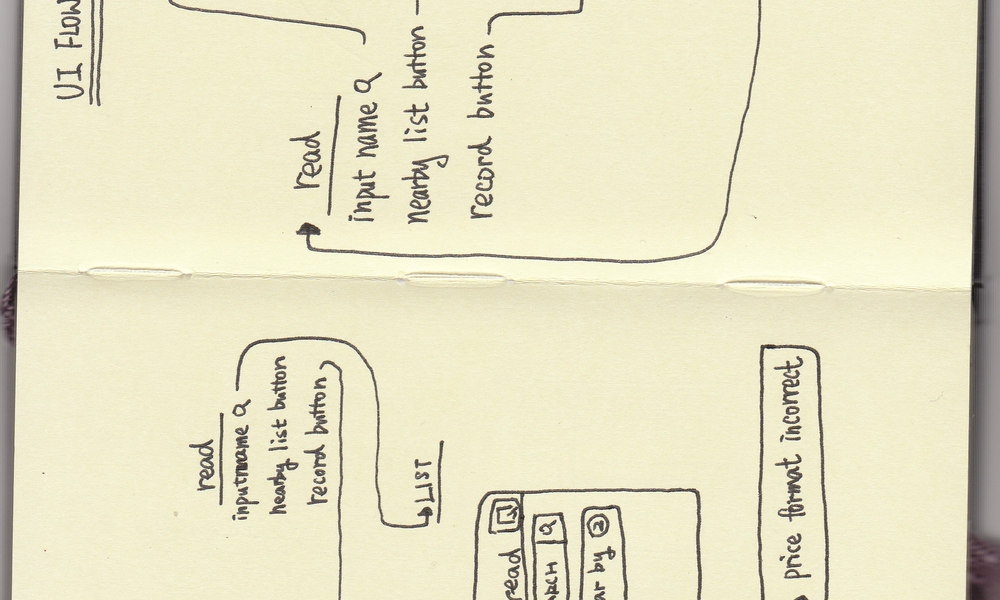 read
inputname
nearby list button
record button
LIST
read
ar by
price format incorrect
UI FLOW
read
input name
nearby list button
record button